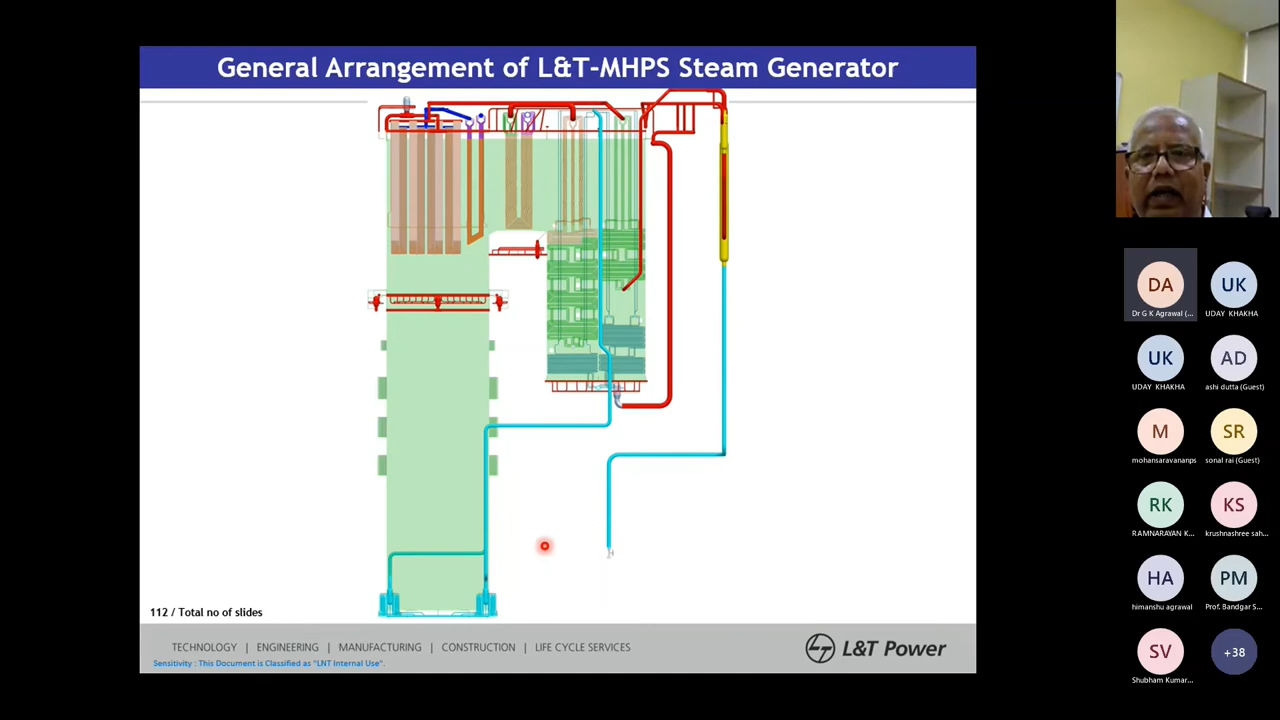 General Arrangement of L&T-MHPS Steam Generator
112 / Total no of slides
TECHNOLOGY | ENGINEERING | MANUFACTURING | CONSTRUCTION | LIFE CYCLE SERVICES
Sensitivity : This Document is Classified as "LNT Internal Use".
L&T Power
DA
Dr G K Agrawal (...
UK
UDAY KHAKHA
UK
UDAY KHAKHA
AD
ashi dutta (Guest)
M
mohansaravananps
SR
sonal rai (Guest)
RK
RAMNARAYAN K...
KS
krushnashree sah...
HA
himanshu agrawal
PM
Prof. Bandgar S...
SV
Shubham Kumar...
+38